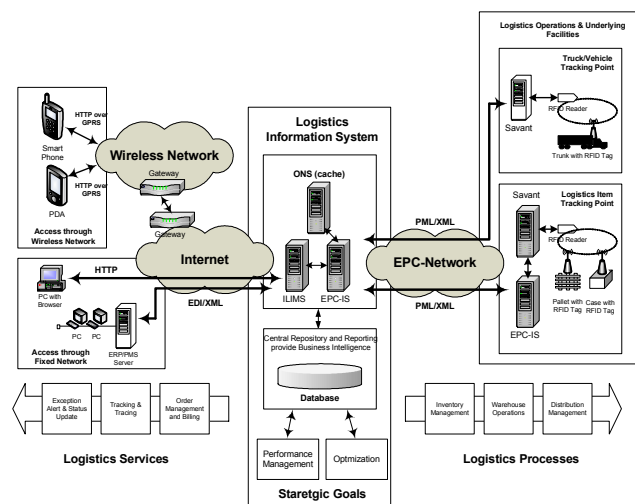 HTTP over
GPRS
Smart
Phone
PDA
HTTP over
GPRS
Access through
Wireless Network
Wireless Network
Gateway
Gateway
Internet
PC with
Browser
HTTP
PC
PC
ERP/PMS
Server
EDI/XML
Access through
Fixed Network
Logistics
Information System
ONS (cache)
ILIMS
EPC-IS
Central Repository and Reporting
provide Business Intelligence
Database
Performance
Management
Optmization
Staretgic Goals
PML/XML
EPC-Network
PML/XML
Logistics Operations & Underlying
Facilities
Truck/Vehicle
Tracking Point
Savant
RFID Reader
Trunk with RFID Tag
Logistics Item
Tracking Point
Savant
RFID Reader
EPC-IS
Pallet with
RFID Tag
Case with
RFID Tag
Exception
Alert & Status
Update
Tracking &
Tracing
Order
Management
and Billing
Logistics Services
Inventory
Management
Warehouse
Operations
Distribution
Management
Logistics Processes